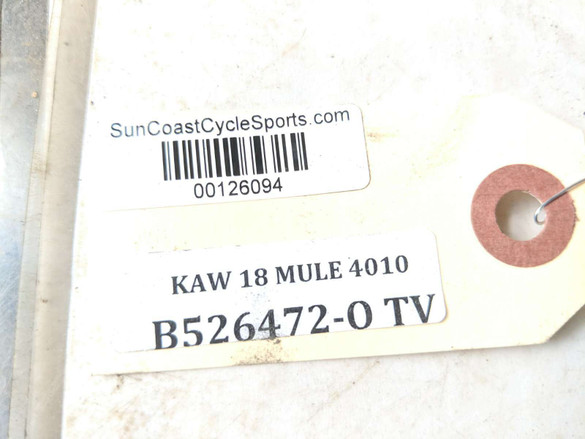 SunCoastCycleSports.com
00126094
KAW 18 MULE 4010
B526472-O TV